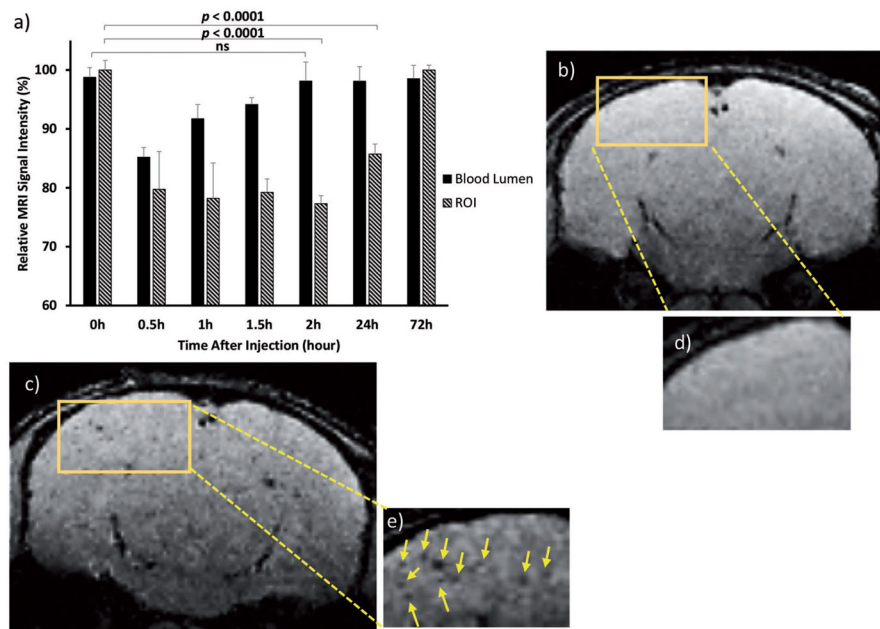 a)
p < 0.0001
p < 0.0001
ns
Relative MRI Signal Intensity (%)
100
90
80
70
60
0h 0.5h 1h 1.5h 2h 24h 72h
Time After Injection (hour)
Blood Lumen
ROI
b)
d)
c)
e)